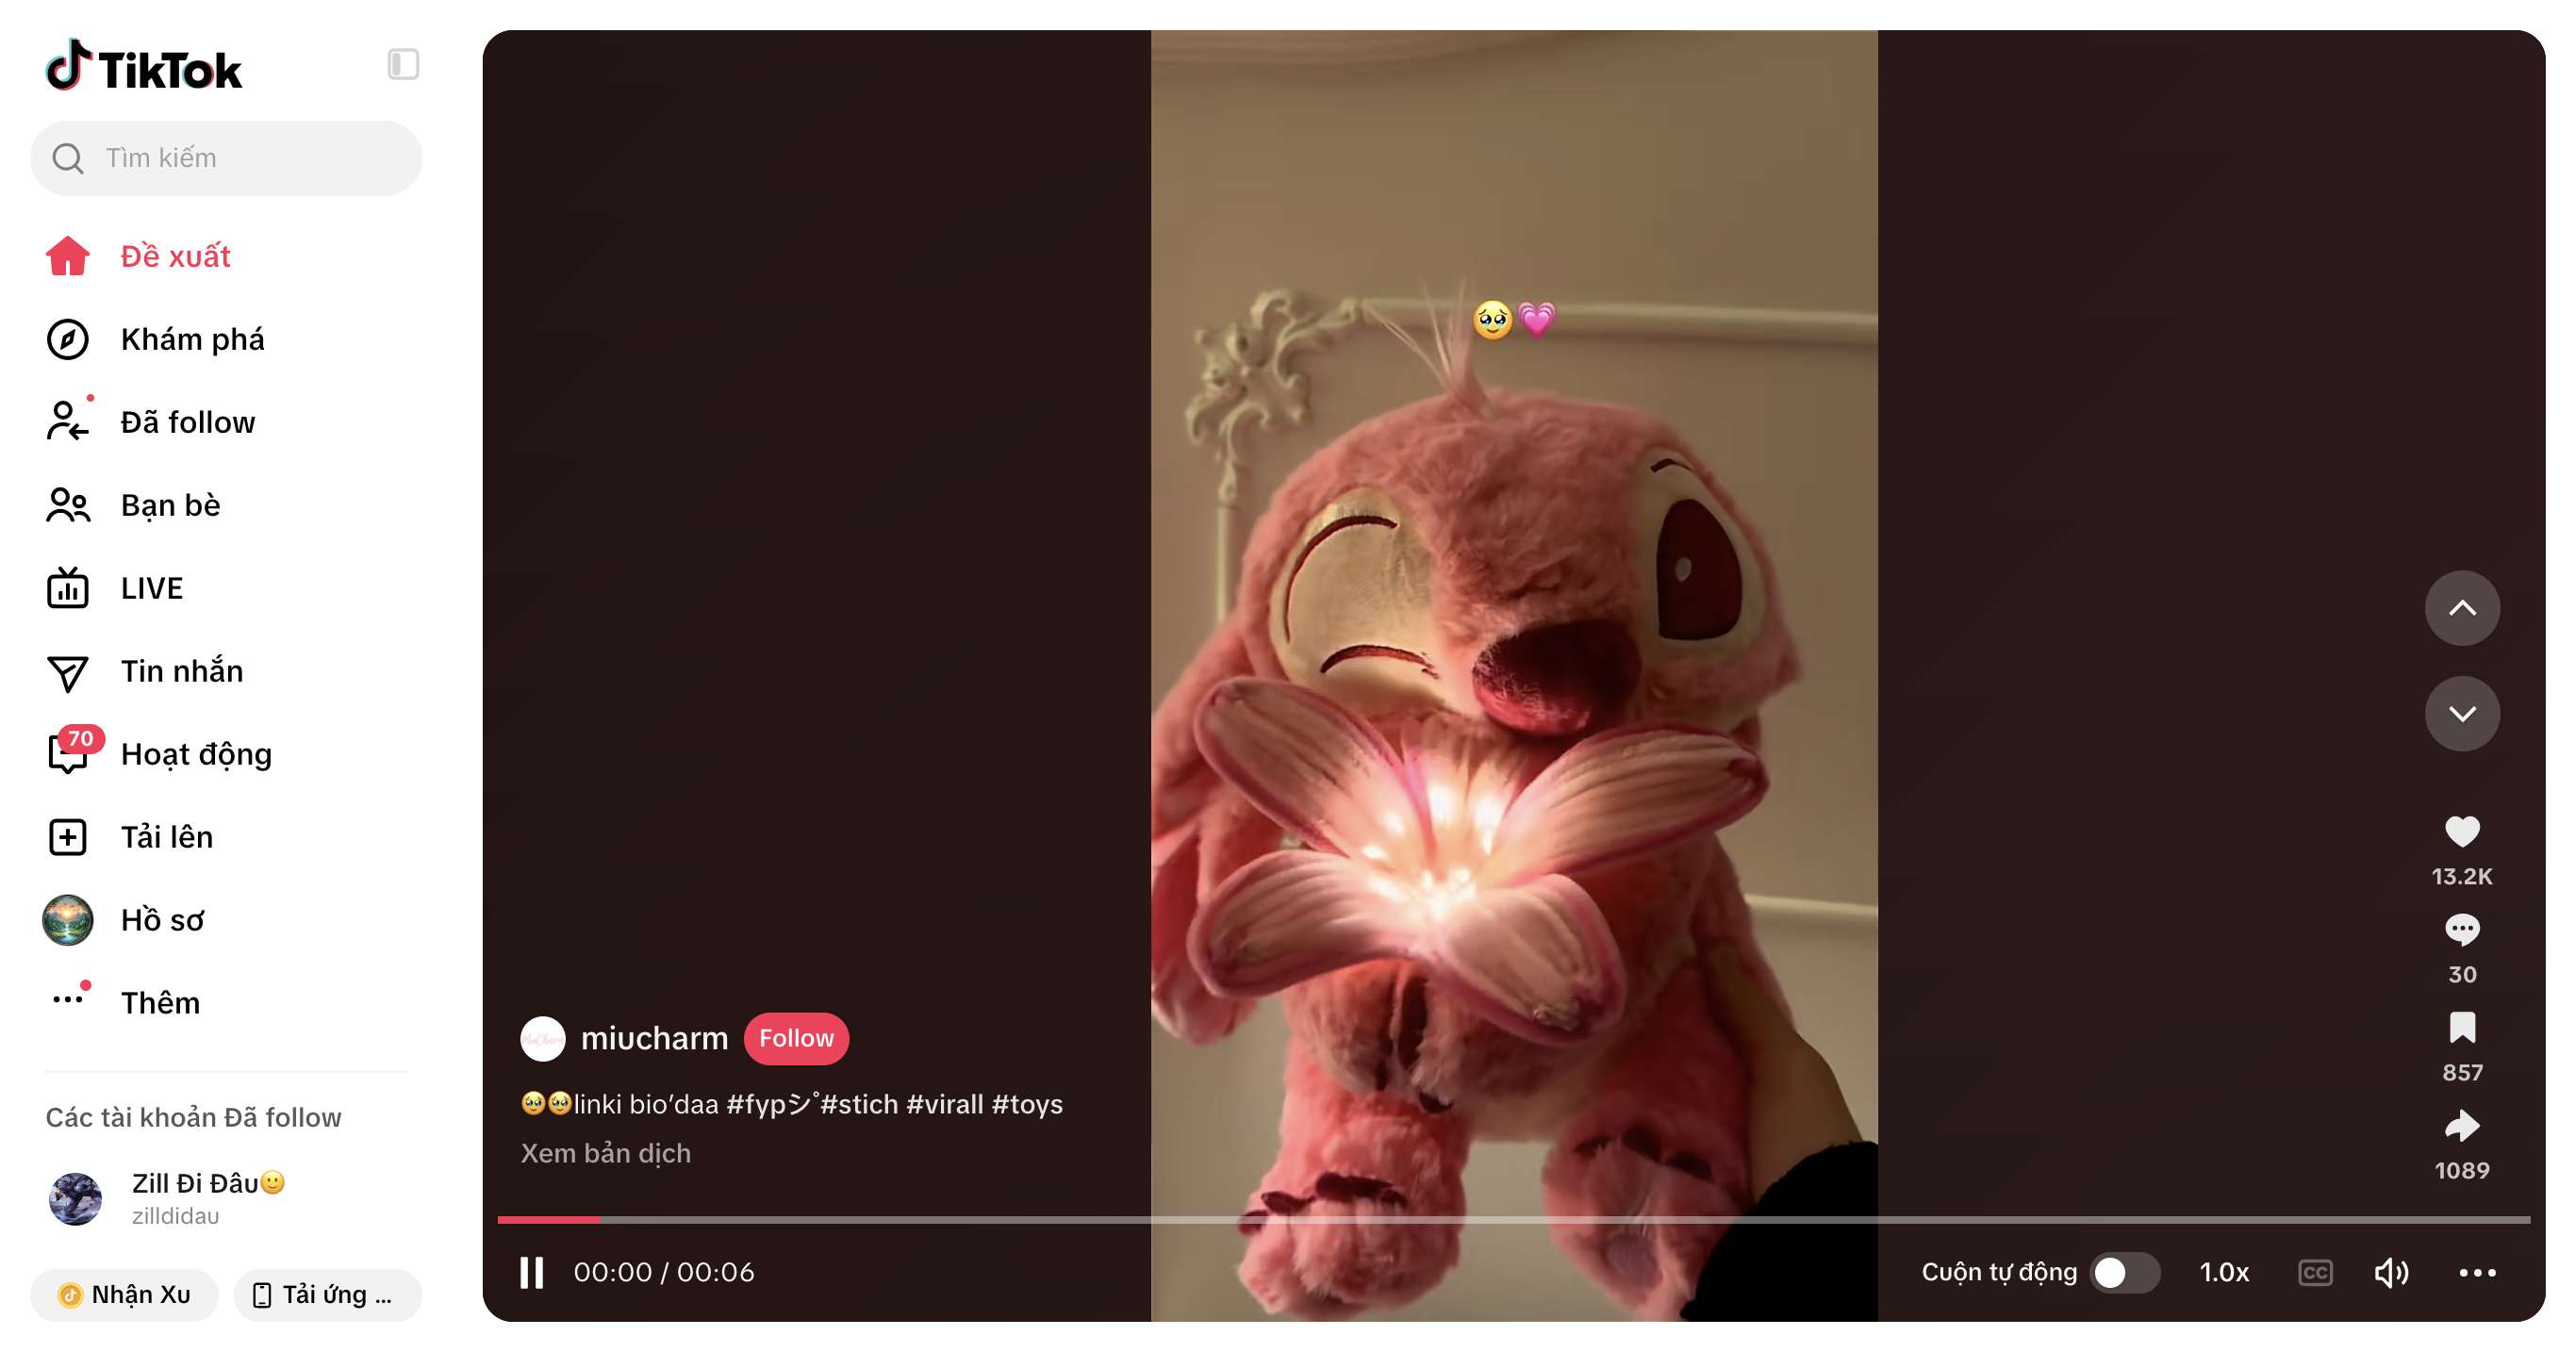 TikTok
Tìm kiếm
Đề xuất
Khám phá
Đã follow
Bạn bè
LIVE
Tin nhắn
70
Hoạt động
Tải lên
Hồ sơ
Thêm
Các tài khoản Đã follow
Zill Đi Đâu🙂
zilldidau
Nhận Xu
Tải ứng ...
🥹💗
miucharm
Follow
🥹🥹linki bio’daa #fypシ゚#stich #virall #toys
Xem bản dịch
00:00 / 00:06
13.2K
30
857
1089
Cuộn tự động
1.0x
CC